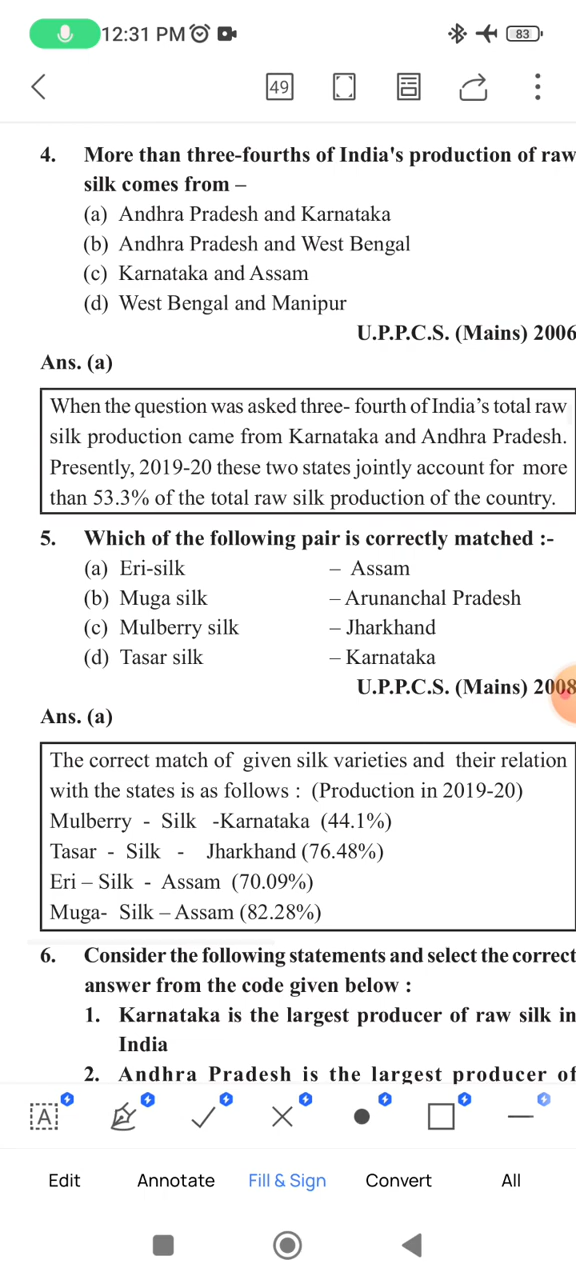 12:31 PM
83
49
4. More than three-fourths of India's production of raw
silk comes from –
(a) Andhra Pradesh and Karnataka
(b) Andhra Pradesh and West Bengal
(c) Karnataka and Assam
(d) West Bengal and Manipur
U.P.P.C.S. (Mains) 2006
Ans. (a)
When the question was asked three- fourth of India's total raw
silk production came from Karnataka and Andhra Pradesh.
Presently, 2019-20 these two states jointly account for more
than 53.3% of the total raw silk production of the country.
5. Which of the following pair is correctly matched :-
(a) Eri-silk – Assam
(b) Muga silk – Arunanchal Pradesh
(c) Mulberry silk – Jharkhand
(d) Tasar silk – Karnataka
U.P.P.C.S. (Mains) 2008
Ans. (a)
The correct match of given silk varieties and their relation
with the states is as follows : (Production in 2019-20)
Mulberry - Silk -Karnataka (44.1%)
Tasar - Silk - Jharkhand (76.48%)
Eri – Silk - Assam (70.09%)
Muga- Silk – Assam (82.28%)
6. Consider the following statements and select the correct
answer from the code given below :
1. Karnataka is the largest producer of raw silk in
India
2. Andhra Pradesh is the largest producer of
A
Edit Annotate Fill & Sign Convert All